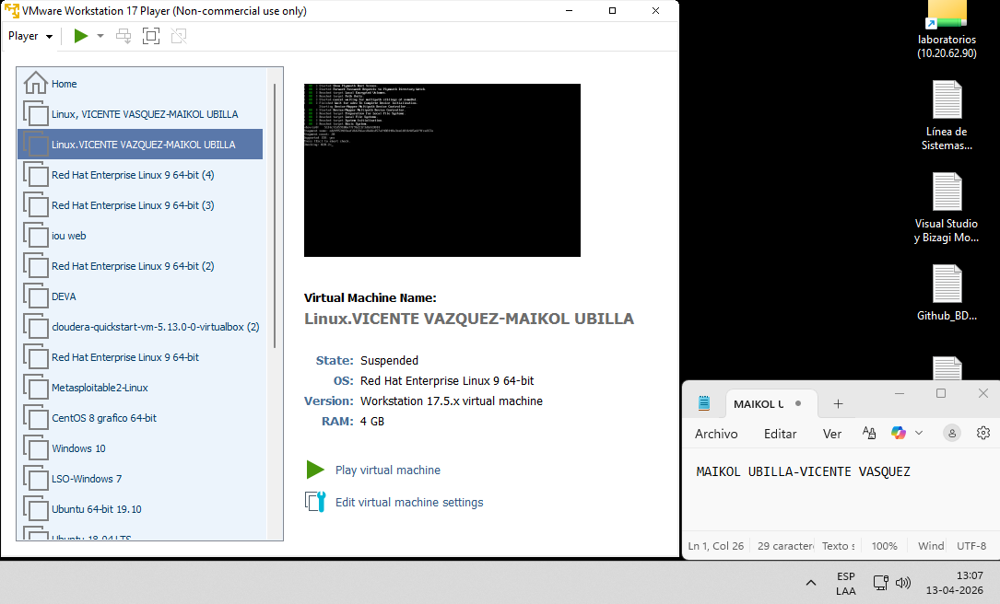 VMware Workstation 17 Player (Non-commercial use only)
Player
Home
Linux, VICENTE VASQUEZ-MAIKOL UBILLA
Linux.VICENTE VAZQUEZ-MAIKOL UBILLA
Red Hat Enterprise Linux 9 64-bit (4)
Red Hat Enterprise Linux 9 64-bit (3)
iou web
Red Hat Enterprise Linux 9 64-bit (2)
DEVA
cloudera-quickstart-vm-5.13.0-0-virtualbox (2)
Red Hat Enterprise Linux 9 64-bit
Metasploitable2-Linux
CentOS 8 grafico 64-bit
Windows 10
LSO-Windows 7
Ubuntu 64-bit 19.10
Ubuntu 18.04 LTS
Virtual Machine Name:
Linux.VICENTE VAZQUEZ-MAIKOL UBILLA
State: Suspended
OS: Red Hat Enterprise Linux 9 64-bit
Version: Workstation 17.5.x virtual machine
RAM: 4 GB
Play virtual machine
Edit virtual machine settings
laboratorios
(10.20.62.90)
Línea de
Sistemas...
Visual Studio
y Bizagi Mo...
Github_BD...
MAIKOL U
Archivo Editar Ver
MAIKOL UBILLA-VICENTE VASQUEZ
Ln 1, Col 26 29 caracter Texto s 100% Wind UTF-8
ESP
LAA
13:07
13-04-2026